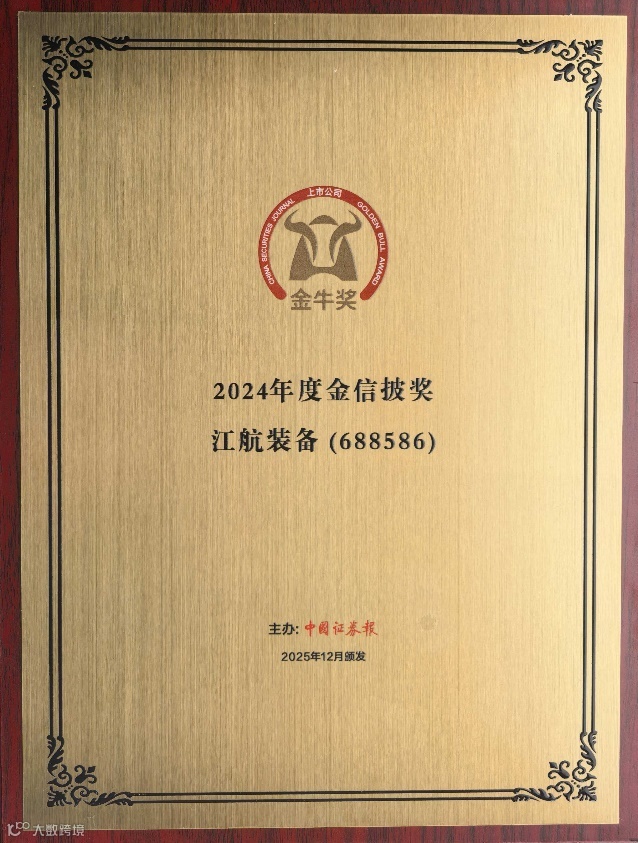 上市公司
CHINA SECURITIES JOURNAL
GOLDEN BULL AWARD
金牛奖
2024年度金信披奖
江航装备 (688586)
主办: 中国证券报
2025年12月颁发
大数跨境